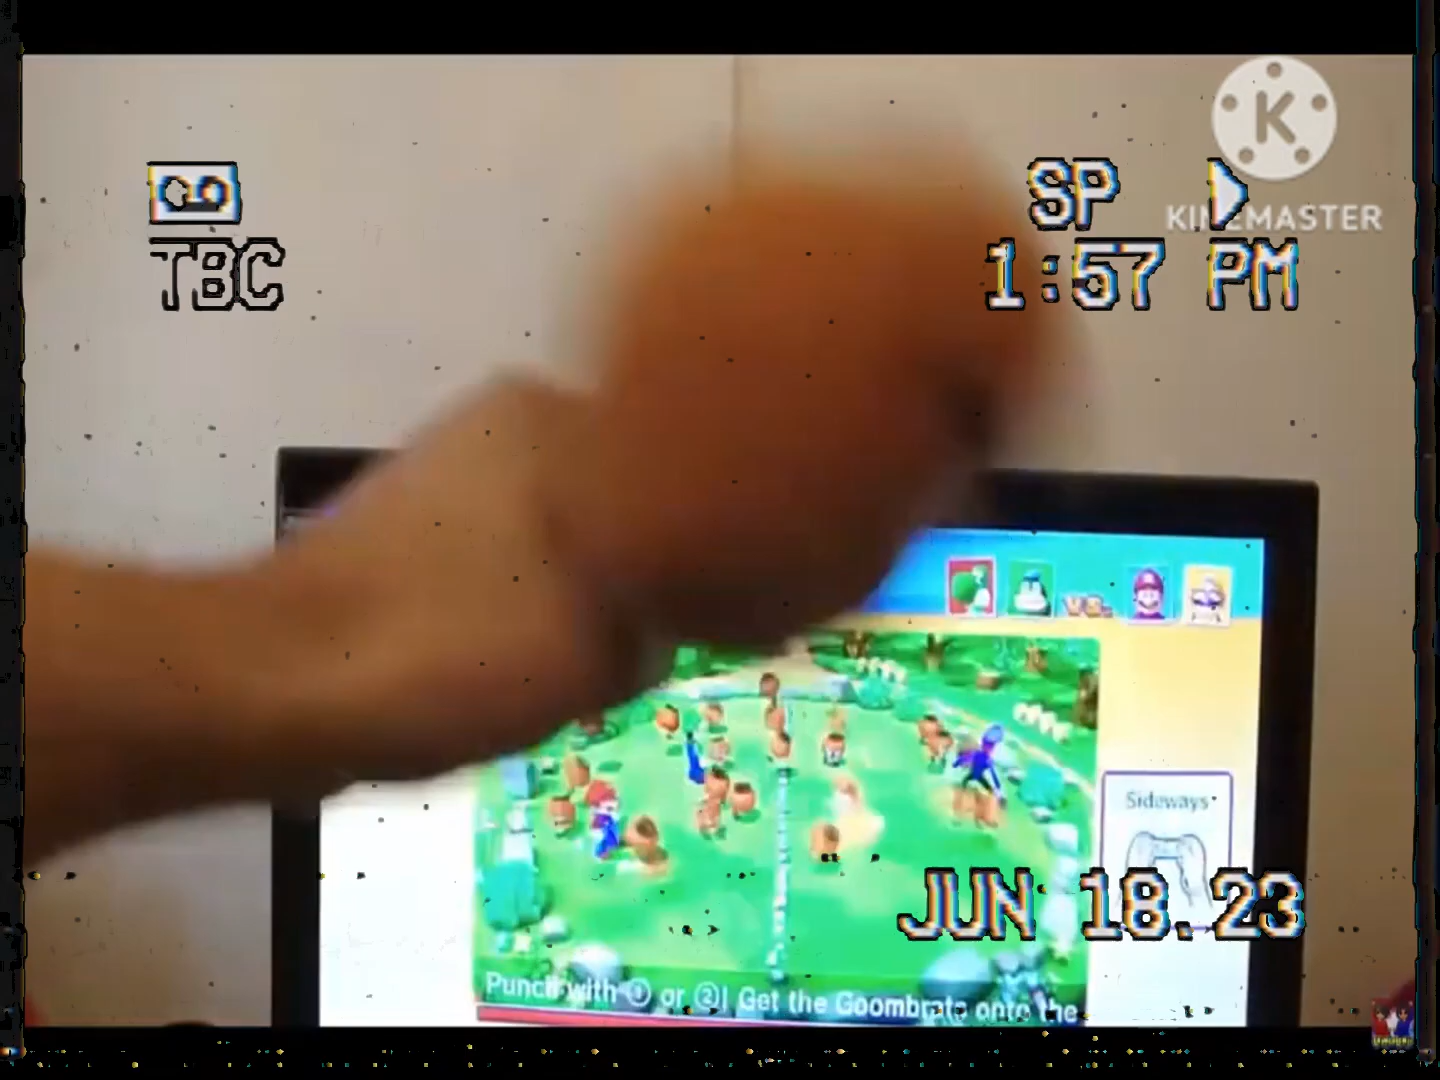 SP
KINEMASTER
TBC
1:57 PM
vs.
Sideways
JUN 18.23
Punch with ① or ②! Get the Goombrats onto the